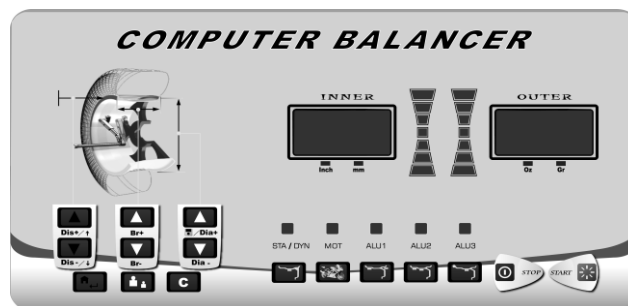 COMPUTER BALANCER
INNER
OUTER
Inch mm
Oz Gr
STA / DYN MOT ALU1 ALU2 ALU3
Dis+/↑ Br+ /Dia+
Dis-/↓ Br- Dia -
C
STOP START